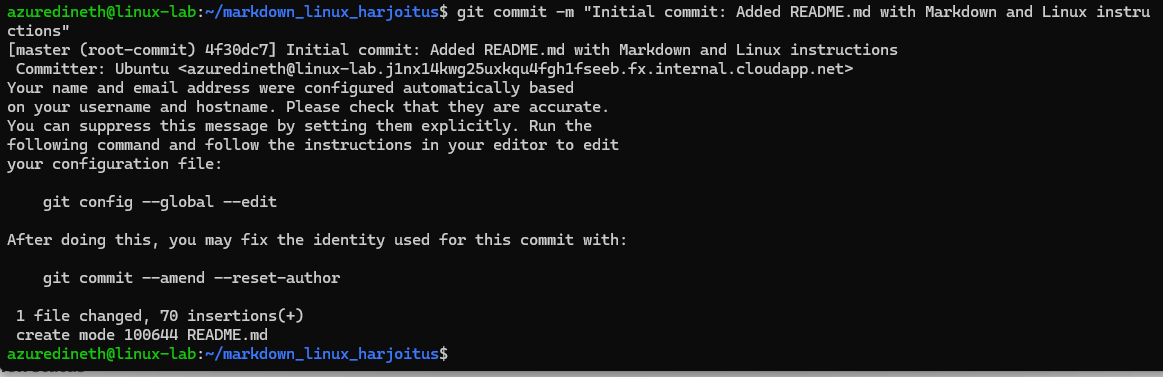 azuredineth@linux-lab:~/markdown_linux_harjoitus$ git commit -m "Initial commit: Added README.md with Markdown and Linux instru
ctions"
[master (root-commit) 4f30dc7] Initial commit: Added README.md with Markdown and Linux instructions
 Committer: Ubuntu <azuredineth@linux-lab.j1nx14kwg25uxkqu4fgh1fseeb.fx.internal.cloudapp.net>
Your name and email address were configured automatically based
on your username and hostname. Please check that they are accurate.
You can suppress this message by setting them explicitly. Run the
following command and follow the instructions in your editor to edit
your configuration file:

    git config --global --edit

After doing this, you may fix the identity used for this commit with:

    git commit --amend --reset-author

 1 file changed, 70 insertions(+)
 create mode 100644 README.md
azuredineth@linux-lab:~/markdown_linux_harjoitus$